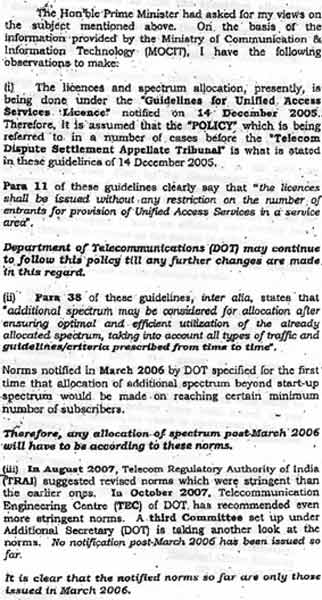 The Hon'ble Prime Minister had asked for my views on
the subject mentioned above. On the basis of the
information provided by the Ministry of Communication &
Information Technology (MOCIT), I have the following
observations to make:
(i) The licences and spectrum allocation, presently, is
being done under the "Guidelines for Unified Access
Services Licence" notified on 14 December 2005.
Therefore, it is assumed that the "POLICY" which is being
referred to in a number of cases before the "Telecom
Dispute Settlement Appellate Tribunal" is what is stated
in these guidelines of 14 December 2005.
Para 11 of these guidelines clearly say that "the licences
shall be issued without any restriction on the number of
entrants for provision of Unified Access Services in a service
area".
Department of Telecommunications (DOT) may continue
to follow this policy till any further changes are made
in this regard.
(ii) Para 38 of these guidelines, inter alia, states that
"additional spectrum may be considered for allocation after
ensuring optimal and efficient utilization of the already
allocated spectrum, taking into account all types of traffic and
guidelines/criteria prescribed from time to time".
Norms notified in March 2006 by DOT specified for the first
time that allocation of additional spectrum beyond start-up
spectrum would be made on reaching certain minimum
number of subscribers.
Therefore, any allocation of spectrum post-March 2006
will have to be according to these norms.
(iii) In August 2007, Telecom Regulatory Authority of India
(TRAI) suggested revised norms which were stringent than
the earlier ones. In October 2007, Telecommunication
Engineering Centre (TEC) of DOT has recommended even
more stringent norms. A third Committee set up under
Additional Secretary (DOT) is taking another look at the
norms. No notification post-March 2006 has been issued so
far.
It is clear that the notified norms so far are only those
issued in March 2006.